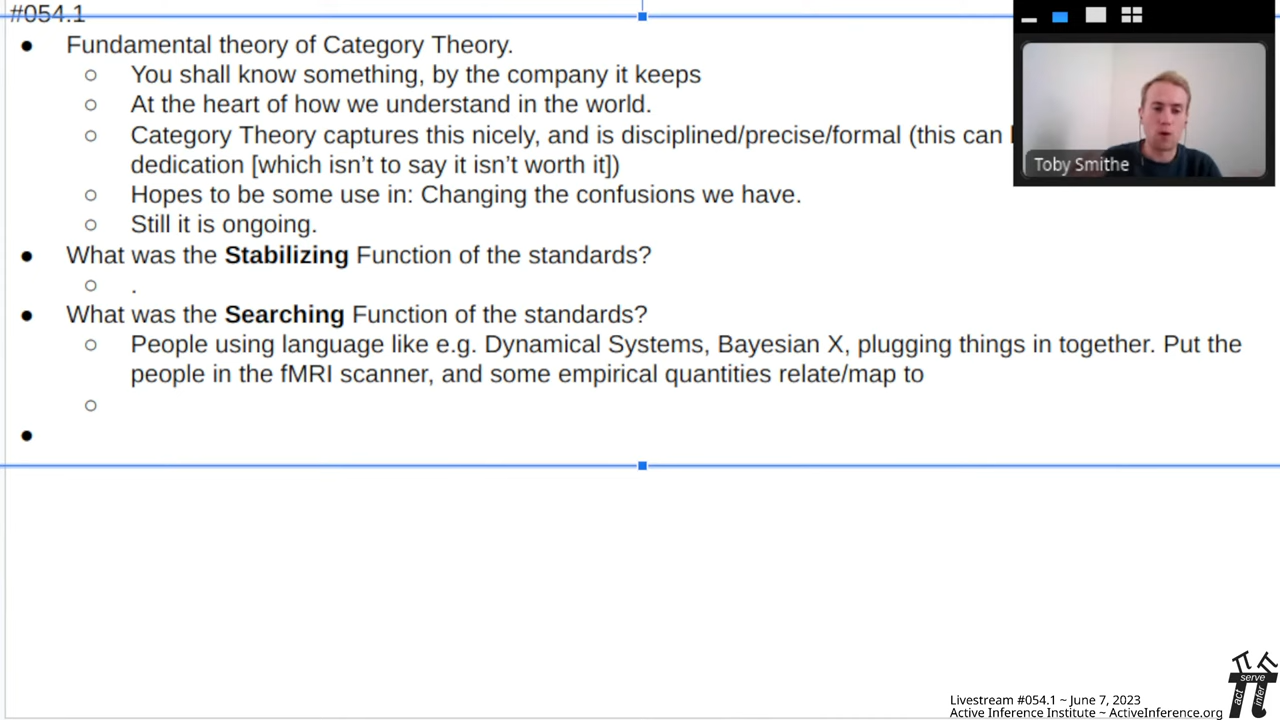 #054.1
● Fundamental theory of Category Theory.
○ You shall know something, by the company it keeps
○ At the heart of how we understand in the world.
○ Category Theory captures this nicely, and is disciplined/precise/formal (this can
dedication [which isn’t to say it isn’t worth it])
○ Hopes to be some use in: Changing the confusions we have.
○ Still it is ongoing.
● What was the Stabilizing Function of the standards?
○ .
● What was the Searching Function of the standards?
○ People using language like e.g. Dynamical Systems, Bayesian X, plugging things in together. Put the
people in the fMRI scanner, and some empirical quantities relate/map to
Toby Smithe
π π
serve
act infer
Livestream #054.1 ~ June 7, 2023
Active Inference Institute ~ ActiveInference.org